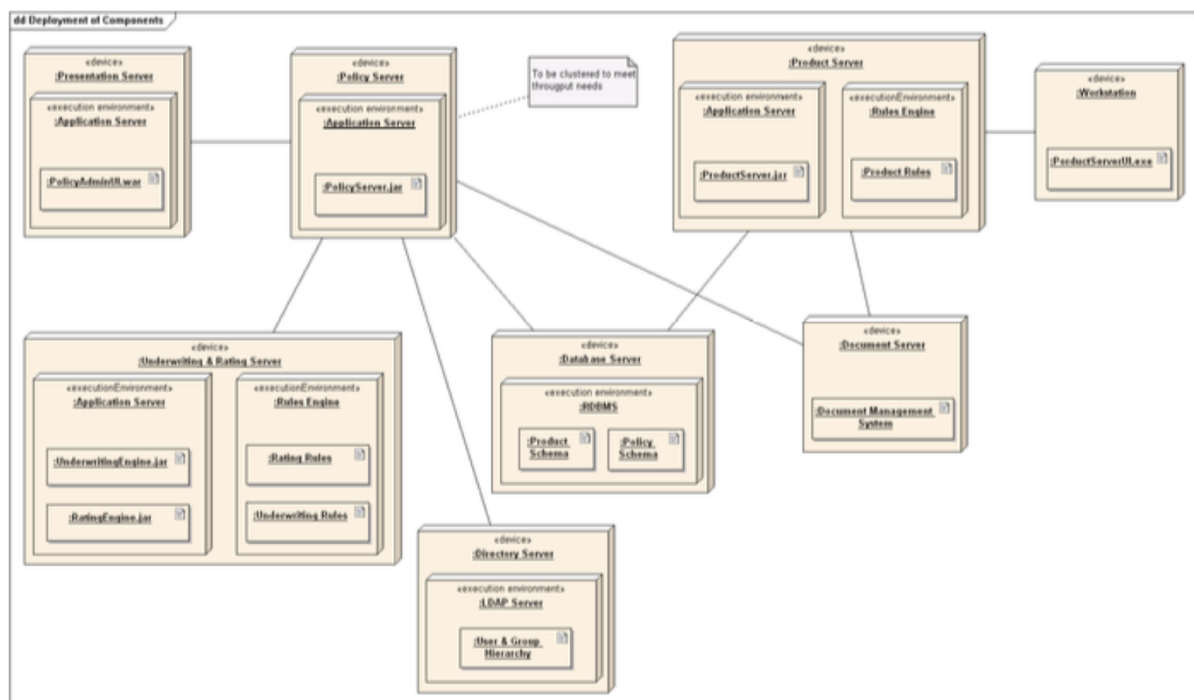 dd Deployment of Components
«device»
:Presentation Server
«execution environment»
:Application Server
:PolicyAdminUI.war
«device»
:Policy Server
«execution environment»
:Application Server
:PolicyServer.jar
To be clustered to meet
througput needs
«device»
:Product Server
«execution environment»
:Application Server
:ProductServer.jar
«executionEnvironment»
:Rules Engine
:Product Rules
«device»
:Workstation
:ProductServerUI.exe
«device»
:Underwriting & Rating Server
«executionEnvironment»
:Application Server
:UnderwritingEngine.jar
:RatingEngine.jar
«executionEnvironment»
:Rules Engine
:Rating Rules
:Underwriting Rules
«device»
:Database Server
«execution environment»
:RDBMS
:Product
Schema
:Policy
Schema
«device»
:Document Server
:Document Management
System
«device»
:Directory Server
«execution environment»
:LDAP Server
:User & Group
Hierarchy